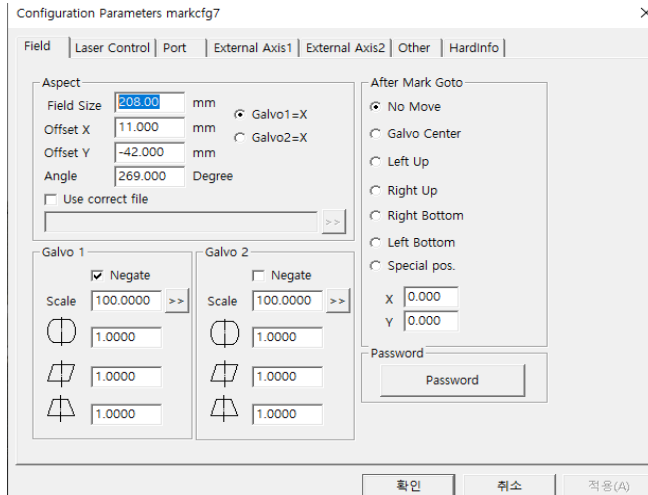 Configuration Parameters markcfg7
Field Laser Control Port External Axis1 External Axis2 Other HardInfo
Aspect
Field Size 208.00 mm
Offset X 11.000 mm
Offset Y -42.000 mm
Angle 269.000 Degree
Galvo1=X
Galvo2=X
Use correct file
>>
Galvo 1
Negate
Scale 100.0000 >>
1.0000
1.0000
1.0000
Galvo 2
Negate
Scale 100.0000 >>
1.0000
1.0000
1.0000
After Mark Goto
No Move
Galvo Center
Left Up
Right Up
Right Bottom
Left Bottom
Special pos.
X 0.000
Y 0.000
Password
Password
확인 취소 적용(A)